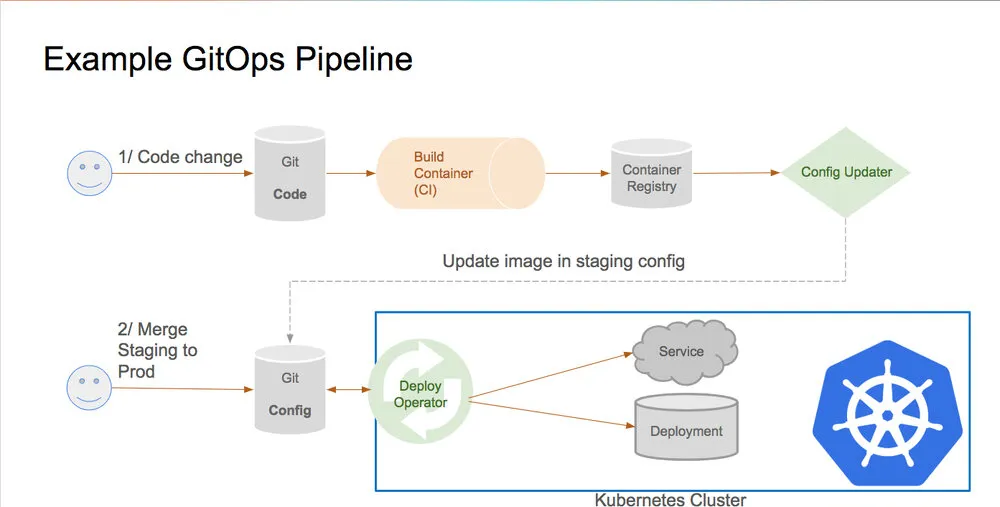 Example GitOps Pipeline
1/ Code change
Git
Code
Build
Container
(CI)
Container
Registry
Config Updater
Update image in staging config
2/ Merge
Staging to
Prod
Git
Config
Deploy
Operator
Service
Deployment
Kubernetes Cluster